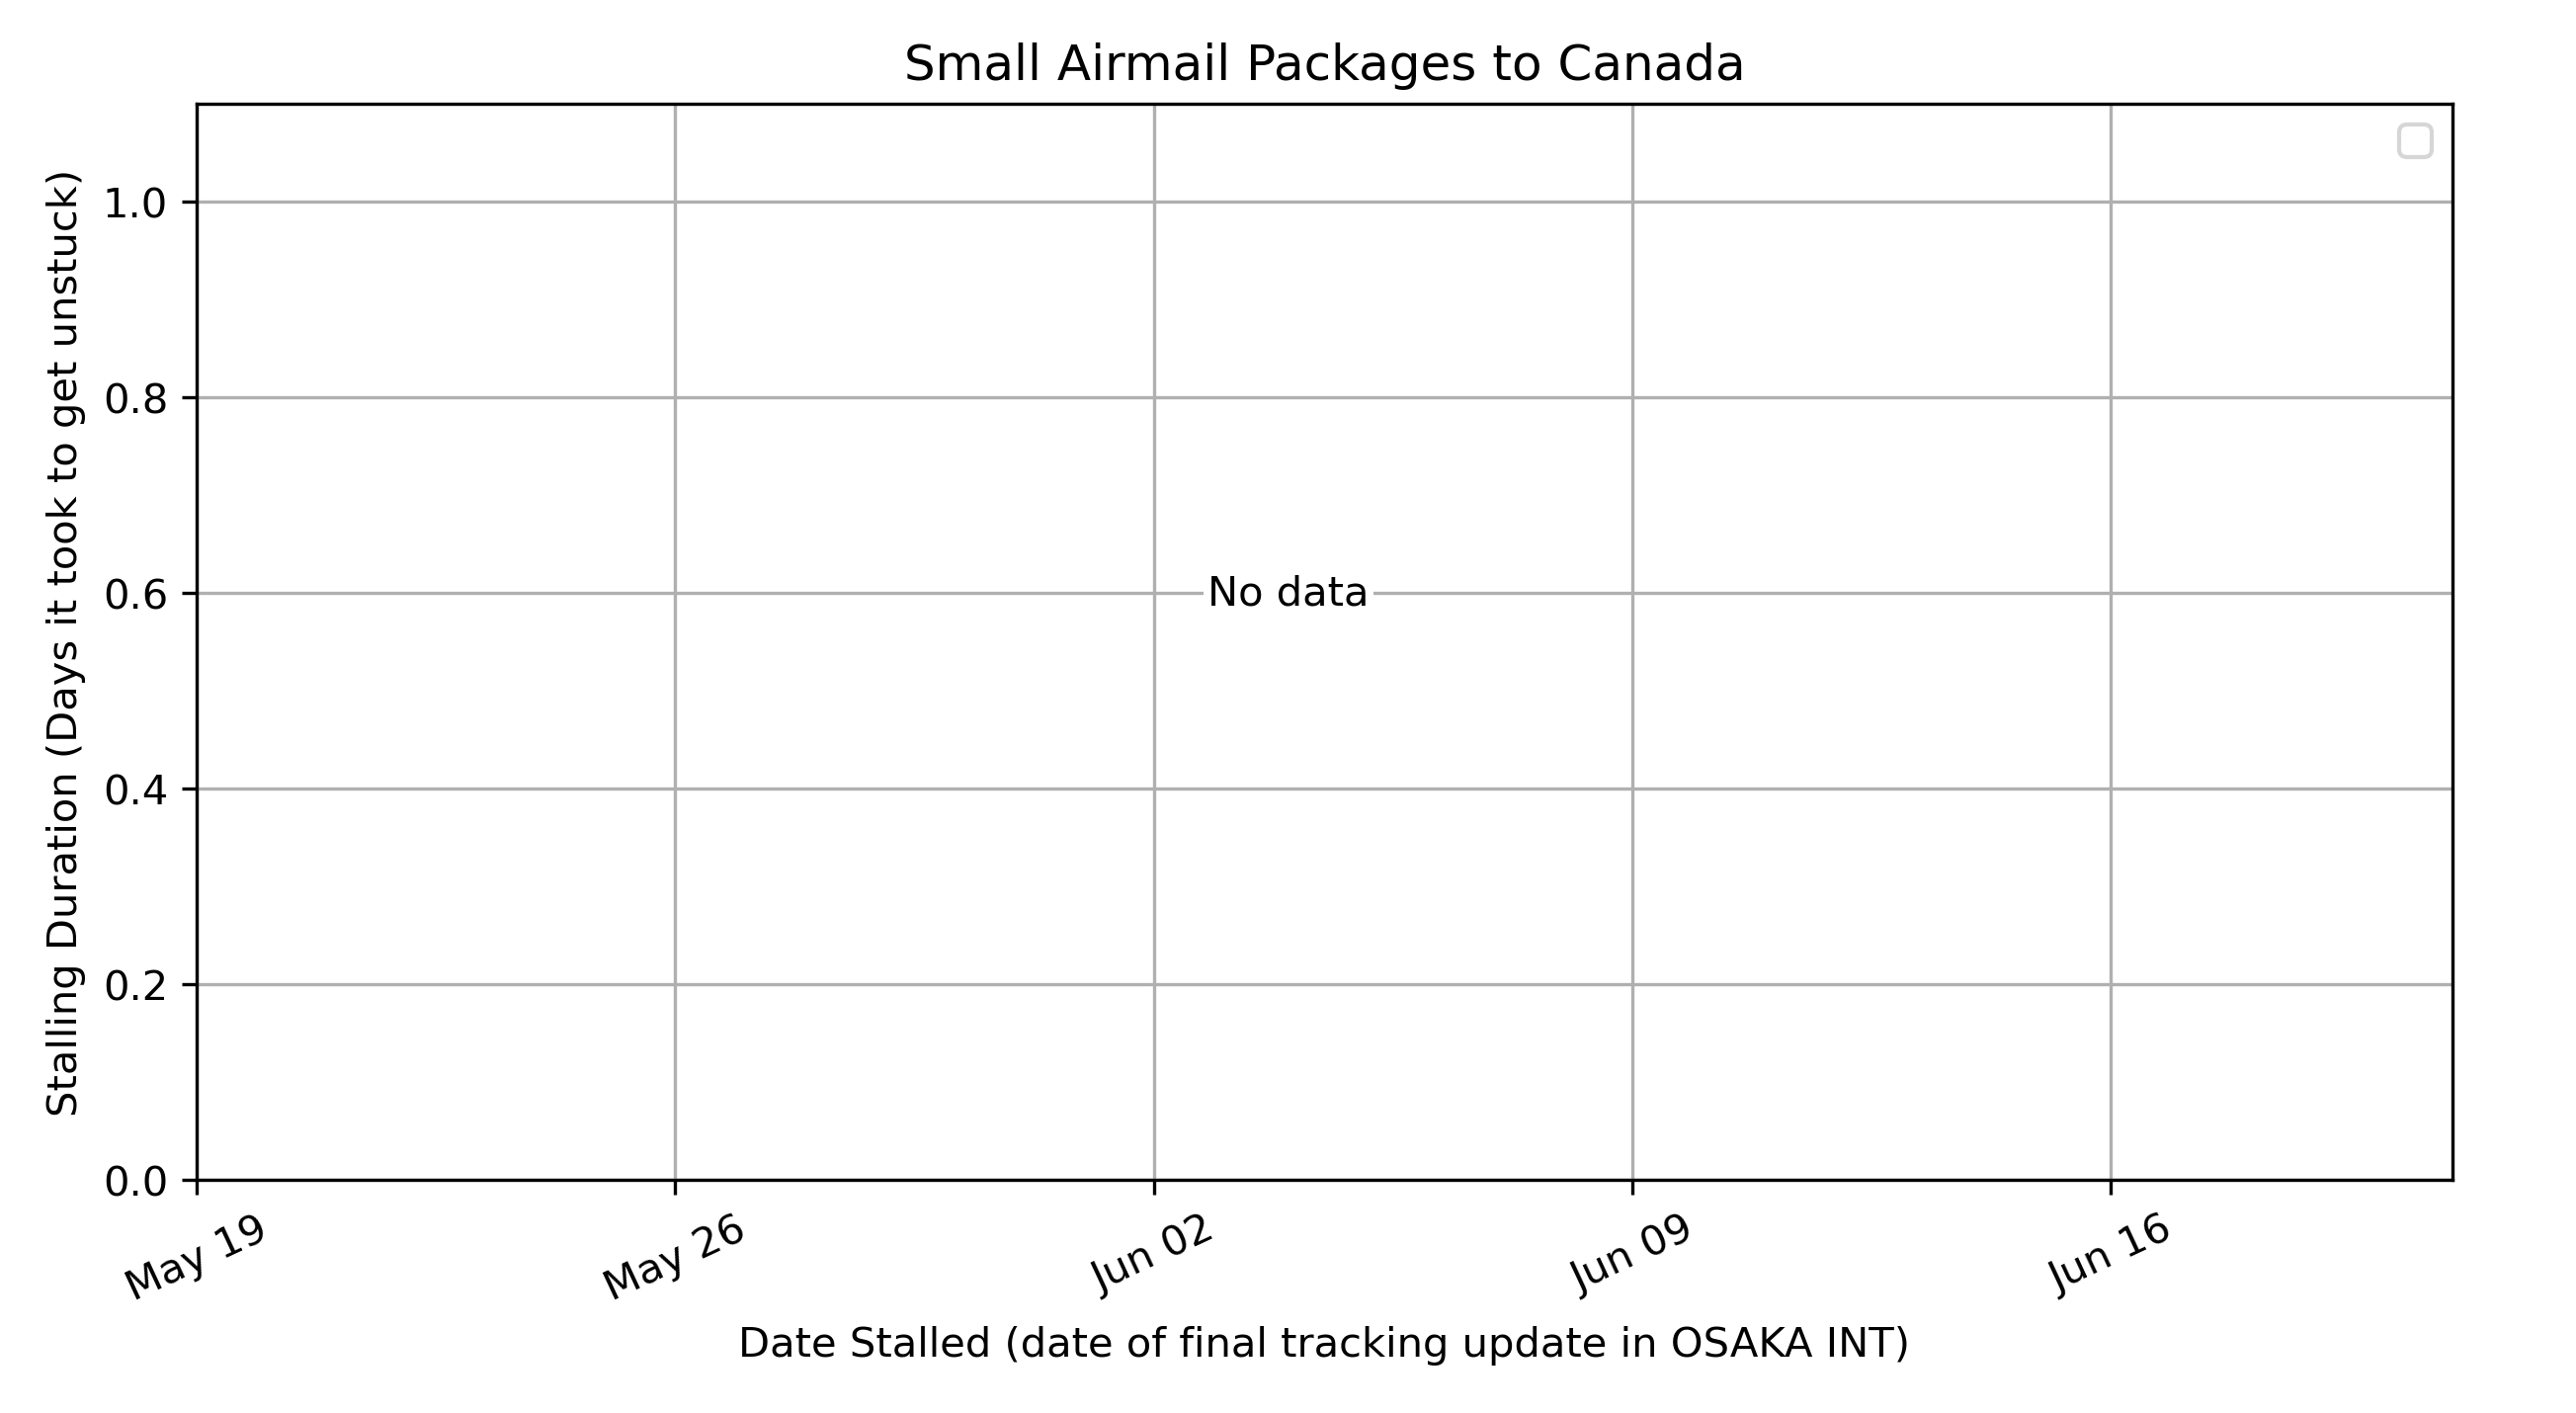 Small Airmail Packages to Canada
Stalling Duration (Days it took to get unstuck)
1.0
0.8
0.6
0.4
0.2
0.0
No data
May 19
May 26
Jun 02
Jun 09
Jun 16
Date Stalled (date of final tracking update in OSAKA INT)